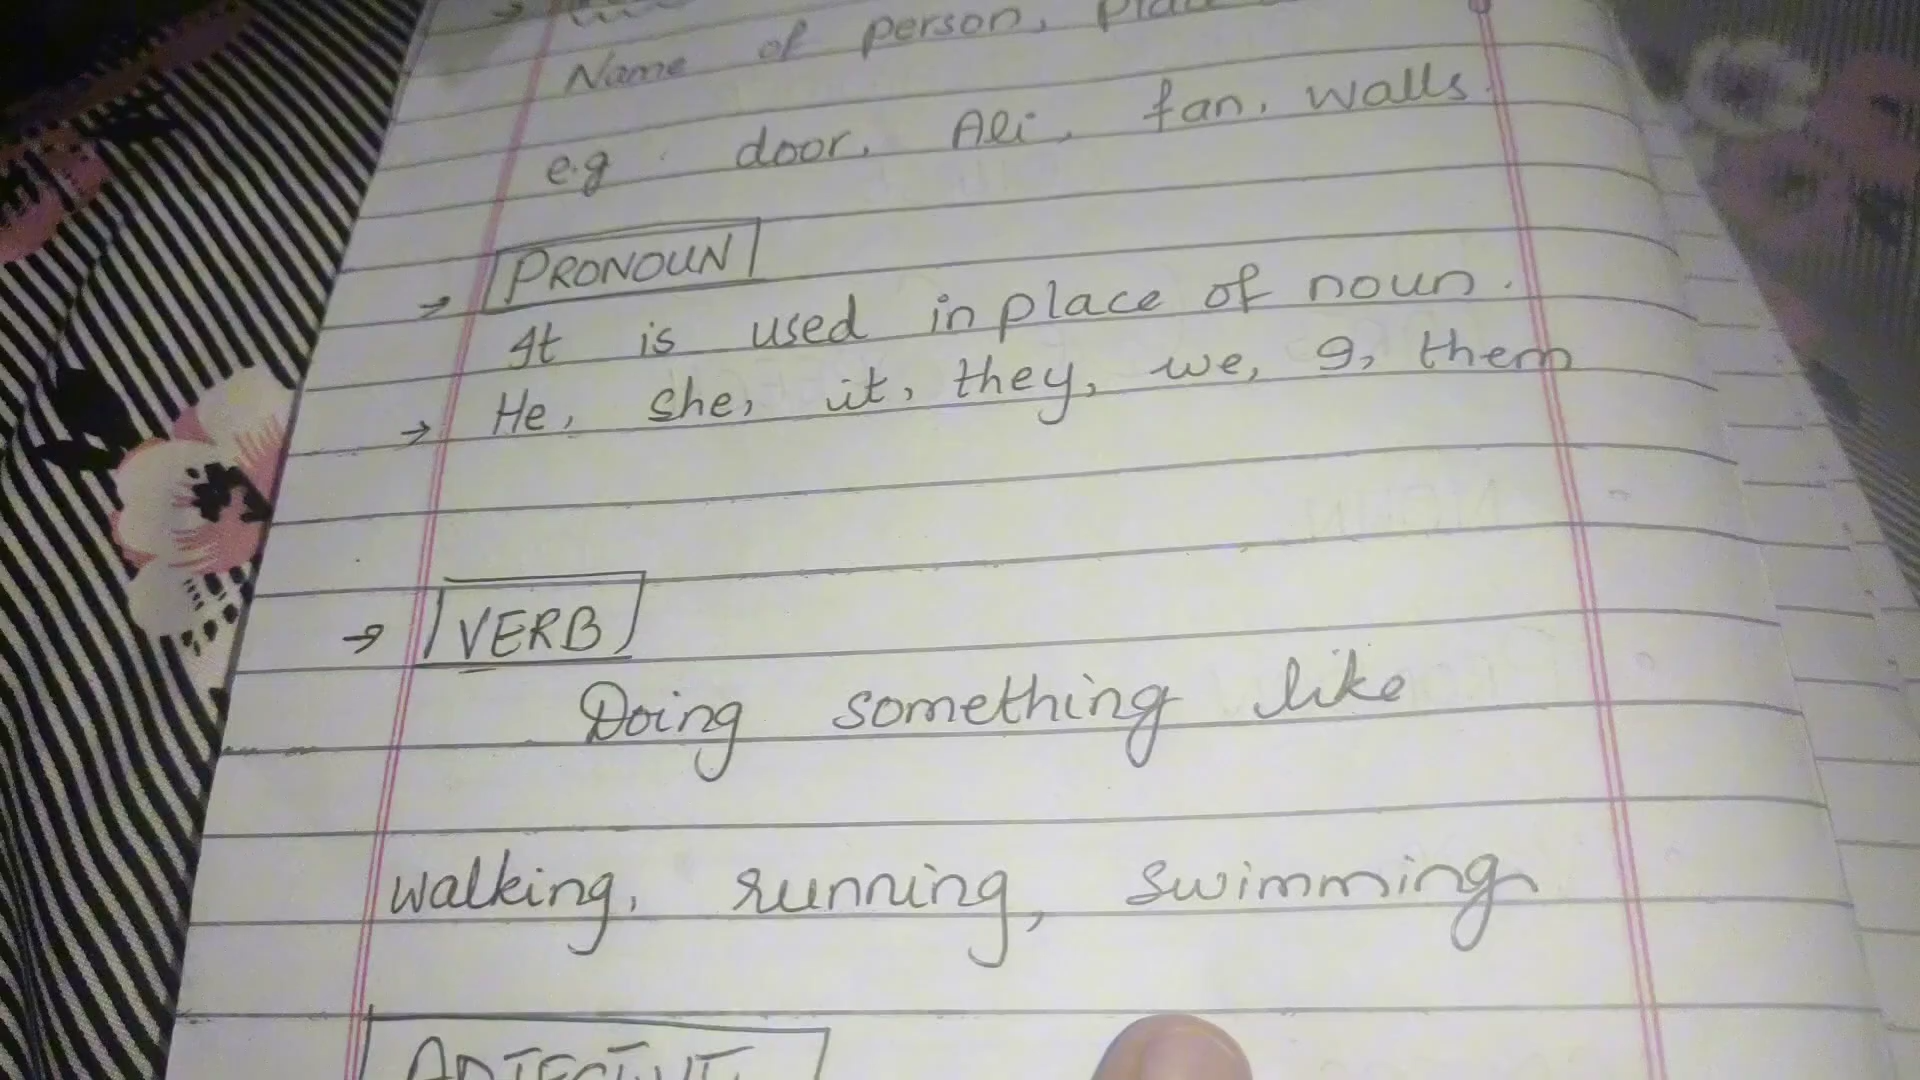 Name of person,
e.g. door, Ali, fan, walls.
PRONOUN
→ It is used in place of noun.
→ He, she, it, they, we, I, them
→ VERB
Doing something like
walking, running, swimming
ADJECTIVE